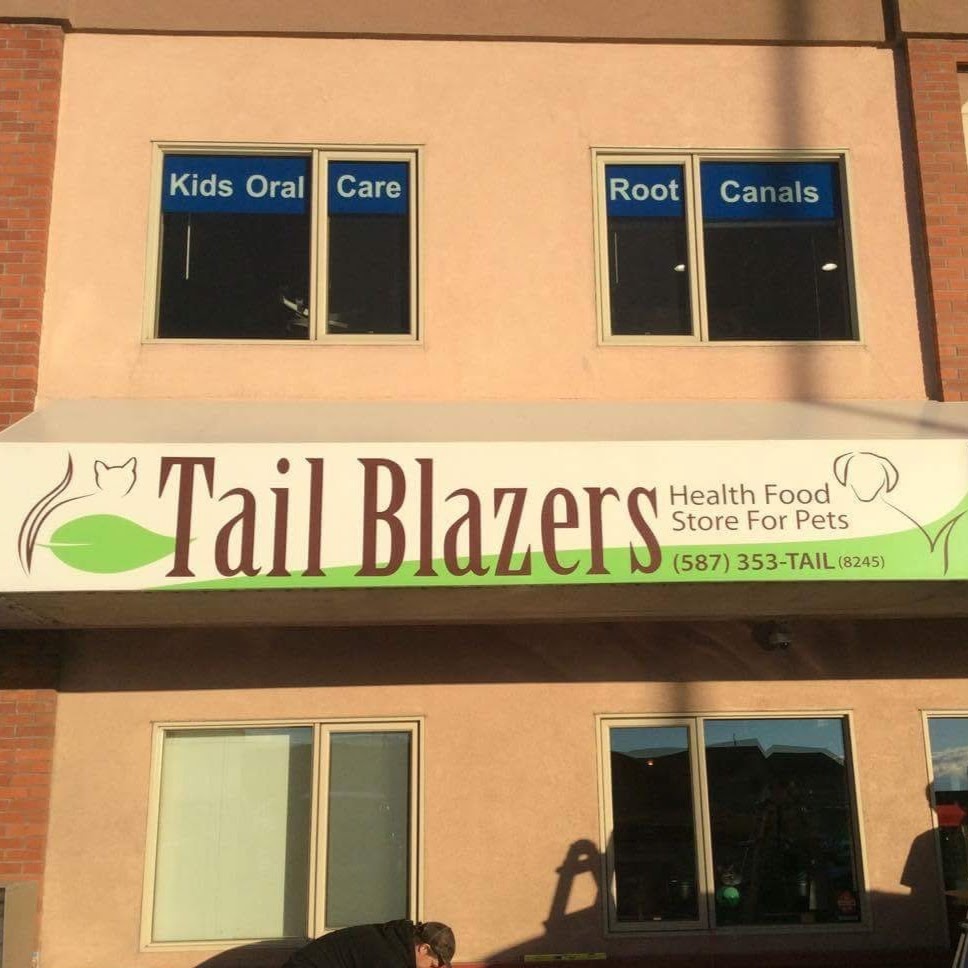 Kids Oral Care
Root Canals
Tail Blazers
Health Food
Store For Pets
(587) 353-TAIL (8245)